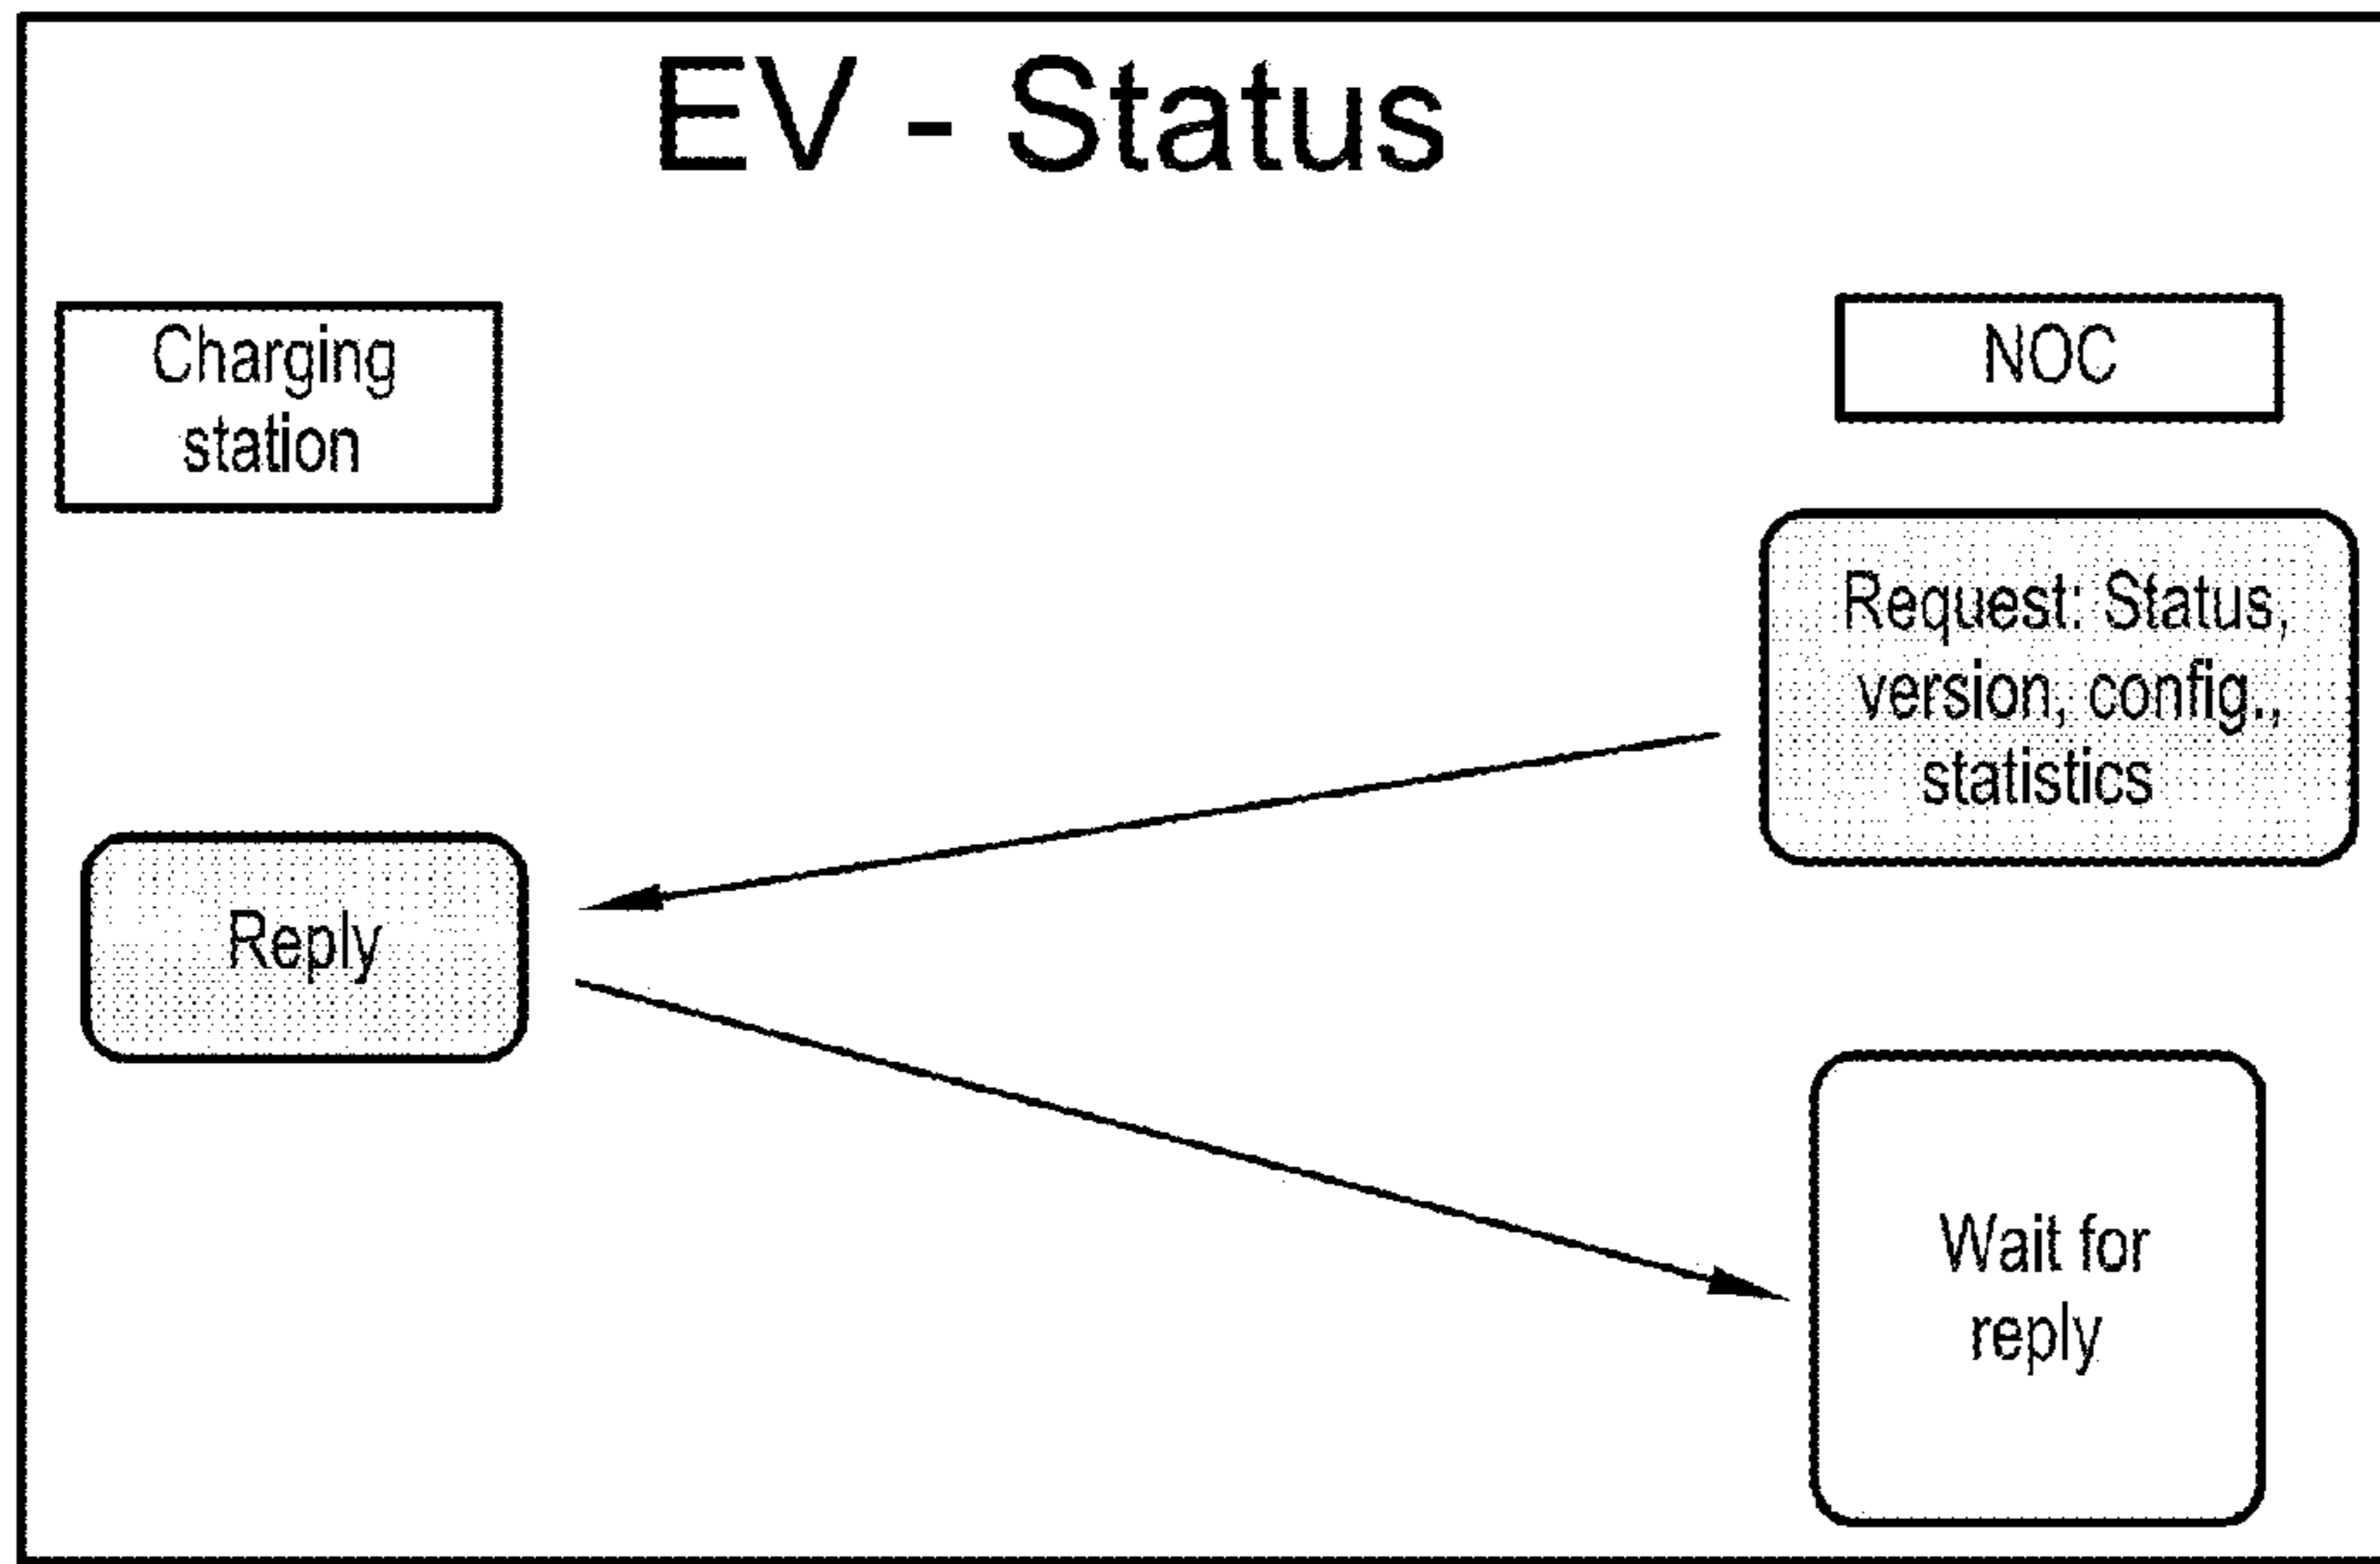 EV - Status
Charging
station
NOC
Request: Status,
version, config.,
statistics
Reply
Wait for
reply